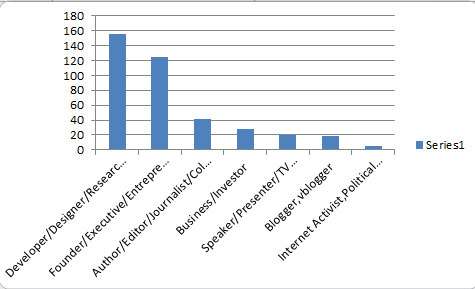 180
160
140
120
100
80
60
40
20
0
Series1
Developer/Designer/Researc...
Founder/Executive/Entrepre...
Author/Editor/Journalist/Col...
Business/Investor
Speaker/Presenter/TV...
Blogger,vblogger
Internet Activist,Political...